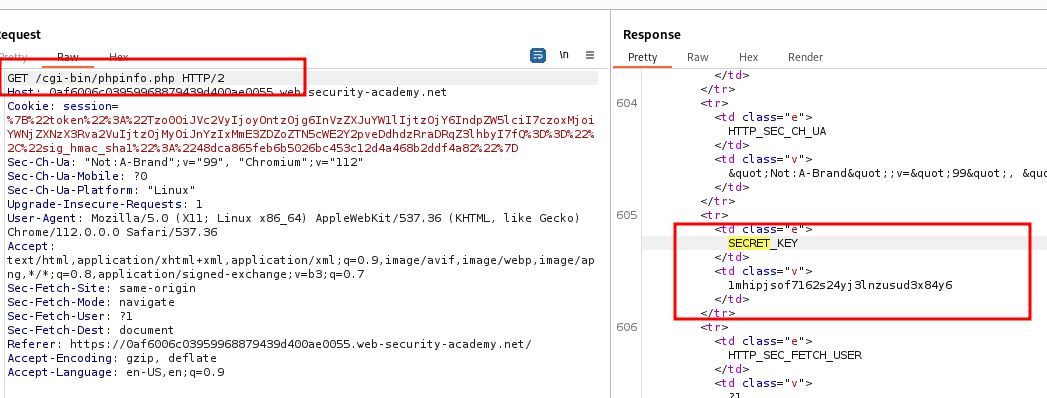 Request
Pretty Raw Hex
\n
GET /cgi-bin/phpinfo.php HTTP/2
Host: 0af6006c03959968879439d400ae0055.web-security-academy.net
Cookie: session=
%7B%22token%22%3A%22Tzo0OiJVc2VyIjoyOntzOjg6InVzZXJuYW1lIjtzOjY6IndpZW5lciI7czoxMjoi
YWNjZXNzX3Rva2VuIjtzOjMyOiJnYzIxMmE3ZDZoZTN5cWE2Y2pveDdhdzRraDRqZ3lhbyI7fQ%3D%3D%22%
2C%22sig_hmac_sha1%22%3A%2248dca865feb6b5026bc453c12d4a468b2ddf4a82%22%7D
Sec-Ch-Ua: "Not:A-Brand";v="99", "Chromium";v="112"
Sec-Ch-Ua-Mobile: ?0
Sec-Ch-Ua-Platform: "Linux"
Upgrade-Insecure-Requests: 1
User-Agent: Mozilla/5.0 (X11; Linux x86_64) AppleWebKit/537.36 (KHTML, like Gecko)
Chrome/112.0.0.0 Safari/537.36
Accept:
text/html,application/xhtml+xml,application/xml;q=0.9,image/avif,image/webp,image/ap
ng,*/*;q=0.8,application/signed-exchange;v=b3;q=0.7
Sec-Fetch-Site: same-origin
Sec-Fetch-Mode: navigate
Sec-Fetch-User: ?1
Sec-Fetch-Dest: document
Referer: https://0af6006c03959968879439d400ae0055.web-security-academy.net/
Accept-Encoding: gzip, deflate
Accept-Language: en-US,en;q=0.9
Response
Pretty Raw Hex Render
</td>
</tr>
604 <tr>
<td class="e">
HTTP_SEC_CH_UA
</td>
<td class="v">
&quot;Not:A-Brand&quot;;v=&quot;99&quot;, &quo
</td>
</tr>
605 <tr>
<td class="e">
SECRET_KEY
</td>
<td class="v">
1mhipjsof7162s24yj3lnzusud3x84y6
</td>
</tr>
606 <tr>
<td class="e">
HTTP_SEC_FETCH_USER
</td>
<td class="v">
?1